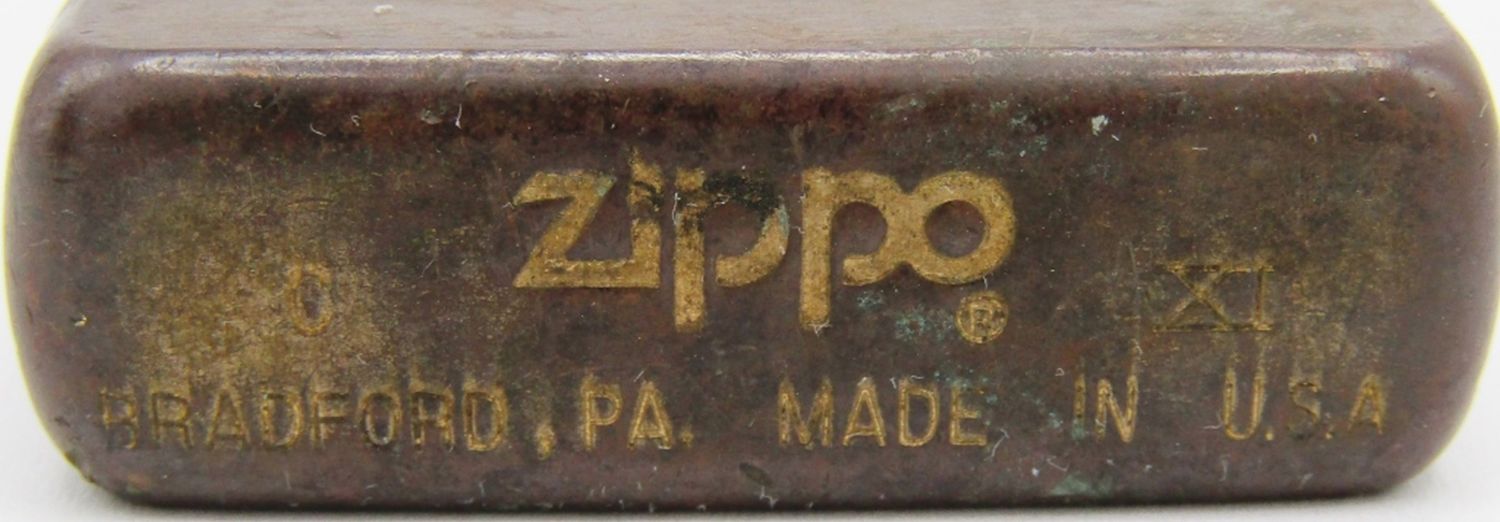 zippo
®
C XI
BRADFORD, PA. MADE IN U.S.A